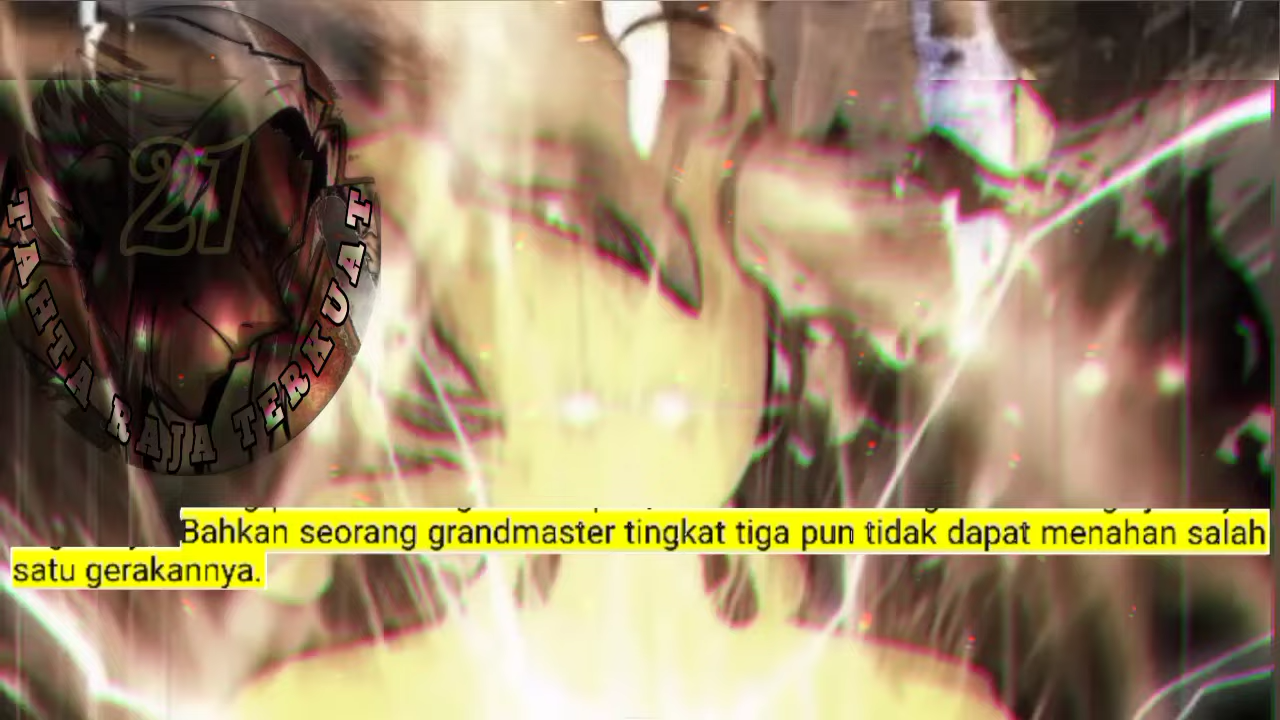 21
TAHTA RAJA TERKUAT
Bahkan seorang grandmaster tingkat tiga pun tidak dapat menahan salah
satu gerakannya.